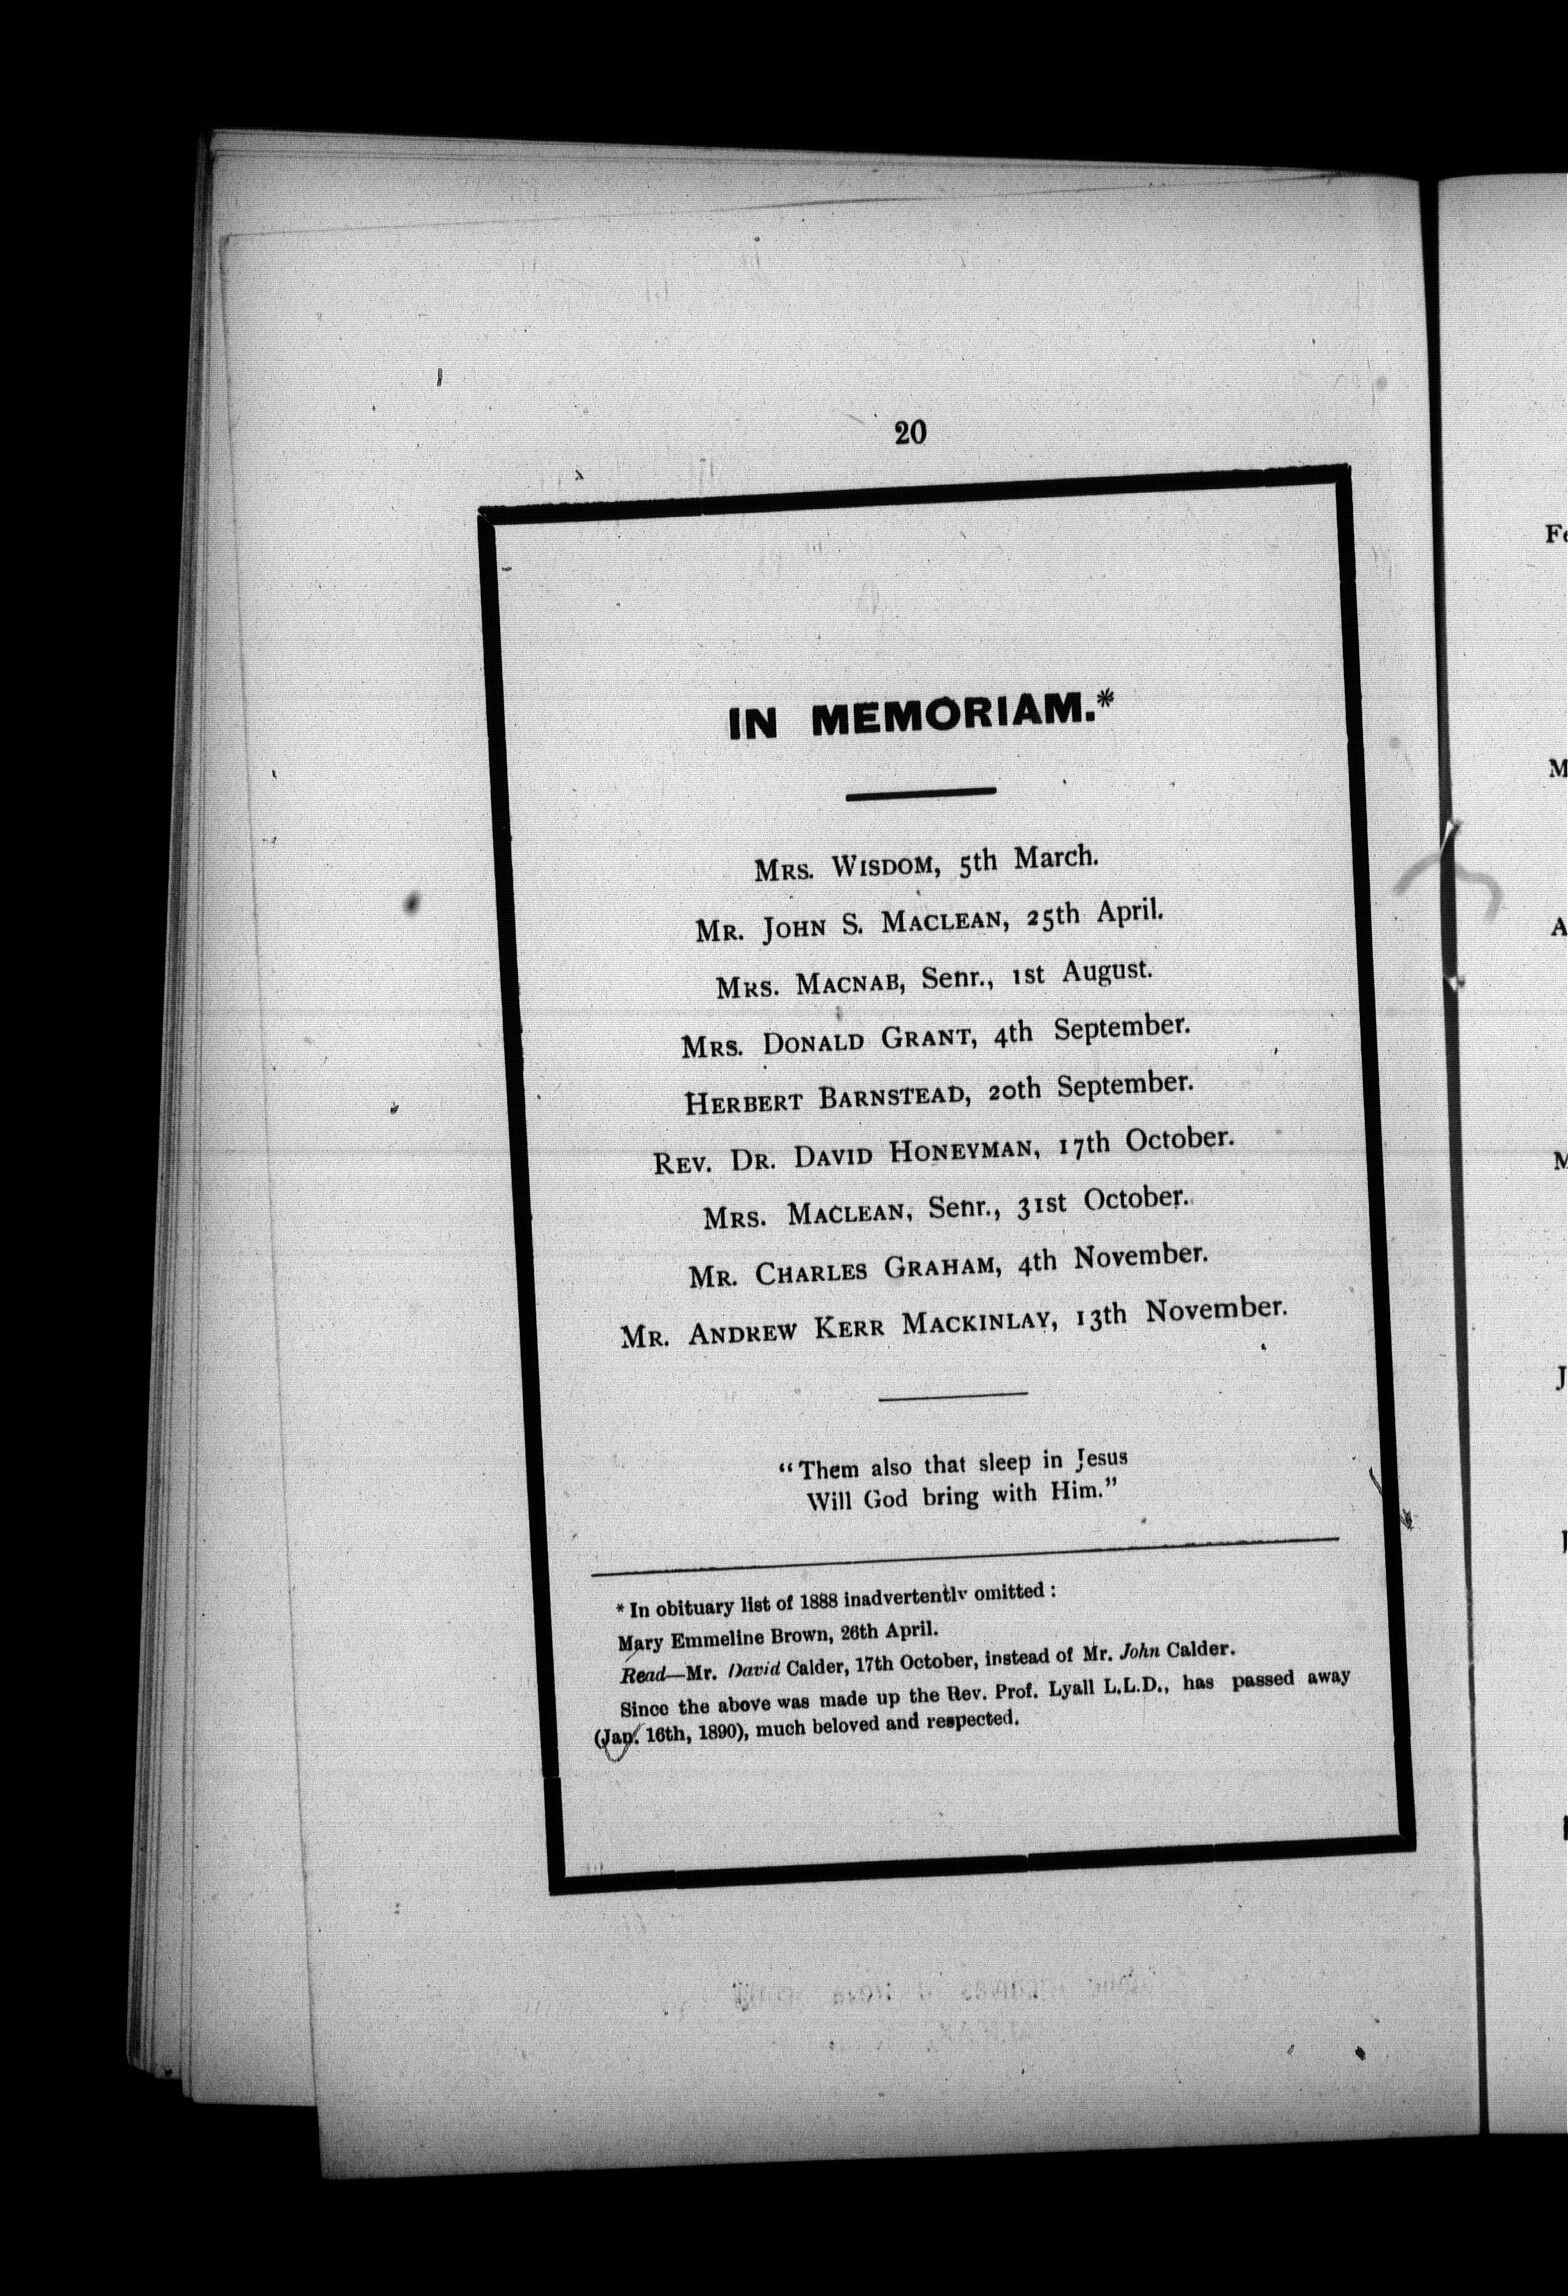 20
IN MEMORIAM.*
MRS. WISDOM, 5th March.
MR. JOHN S. MACLEAN, 25th April.
MRS. MACNAB, Senr., 1st August.
MRS. DONALD GRANT, 4th September.
HERBERT BARNSTEAD, 20th September.
REV. DR. DAVID HONEYMAN, 17th October.
MRS. MACLEAN, Senr., 31st October.
MR. CHARLES GRAHAM, 4th November.
MR. ANDREW KERR MACKINLAY, 13th November.
"Them also that sleep in Jesus
Will God bring with Him."
* In obituary list of 1888 inadvertently omitted :
Mary Emmeline Brown, 26th April.
Read—Mr. David Calder, 17th October, instead of Mr. John Calder.
Since the above was made up the Rev. Prof. Lyall L.L.D., has passed away
(Jan. 16th, 1890), much beloved and respected.